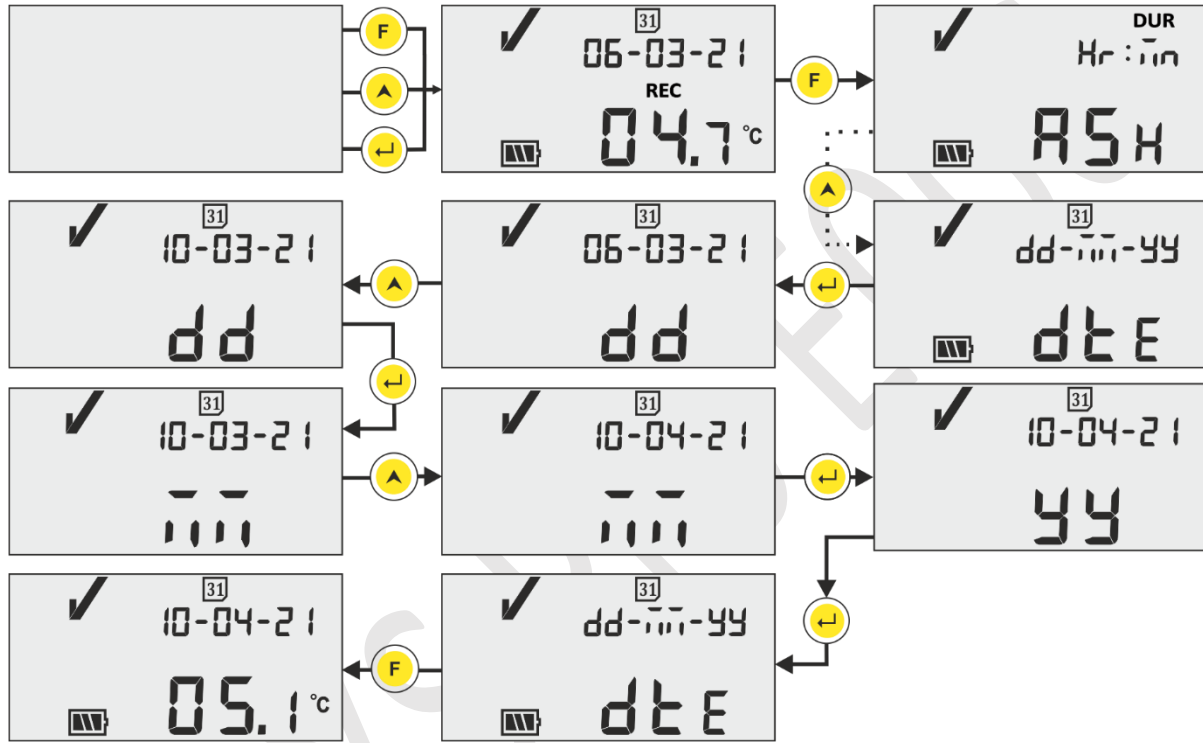 F
31
06-03-21
REC
04.7 °C
F
DUR
Hr:mn
ASH
31
dd-mm-yy
dtE
31
06-03-21
dd
31
10-03-21
dd
31
10-03-21
mm
31
10-04-21
mm
31
10-04-21
yy
31
dd-mm-yy
dtE
F
31
10-04-21
05.1 °C